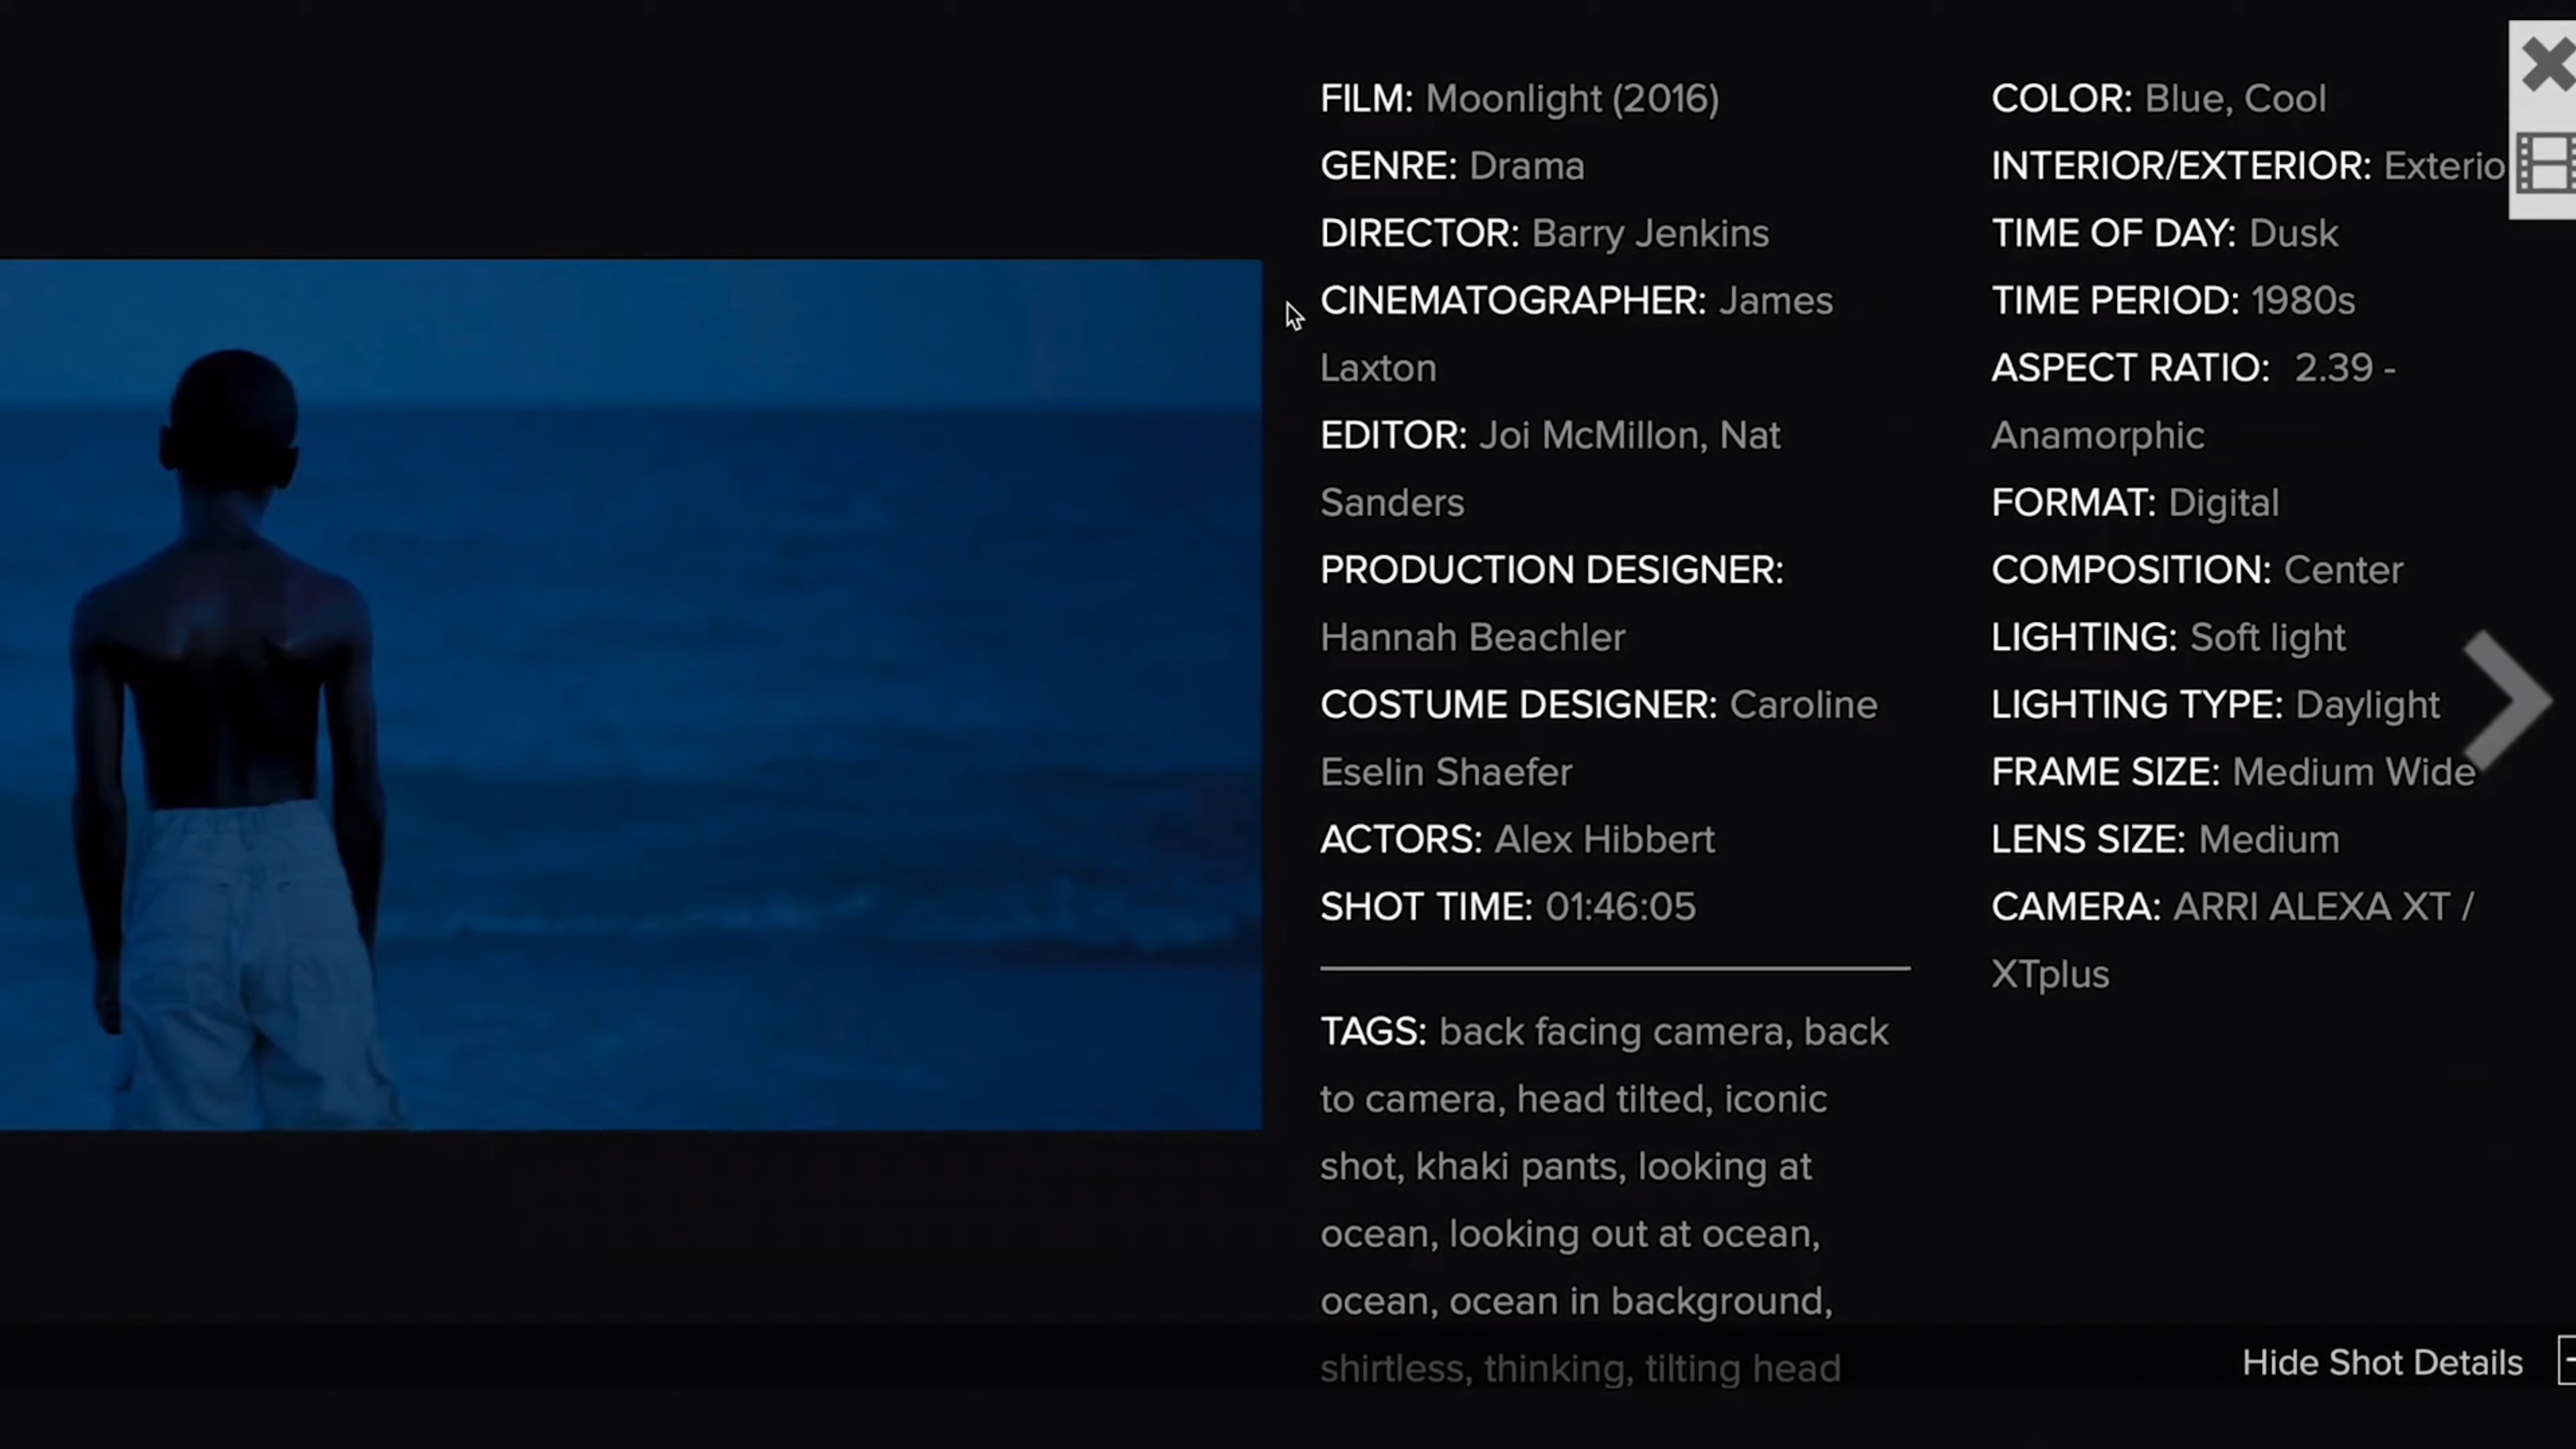 FILM: Moonlight (2016)
GENRE: Drama
DIRECTOR: Barry Jenkins
CINEMATOGRAPHER: James
Laxton
EDITOR: Joi McMillon, Nat
Sanders
PRODUCTION DESIGNER:
Hannah Beachler
COSTUME DESIGNER: Caroline
Eselin Shaefer
ACTORS: Alex Hibbert
SHOT TIME: 01:46:05
TAGS: back facing camera, back
to camera, head tilted, iconic
shot, khaki pants, looking at
ocean, looking out at ocean,
ocean, ocean in background,
shirtless, thinking, tilting head
COLOR: Blue, Cool
INTERIOR/EXTERIOR: Exterio
TIME OF DAY: Dusk
TIME PERIOD: 1980s
ASPECT RATIO: 2.39 -
Anamorphic
FORMAT: Digital
COMPOSITION: Center
LIGHTING: Soft light
LIGHTING TYPE: Daylight
FRAME SIZE: Medium Wide
LENS SIZE: Medium
CAMERA: ARRI ALEXA XT /
XTplus
Hide Shot Details